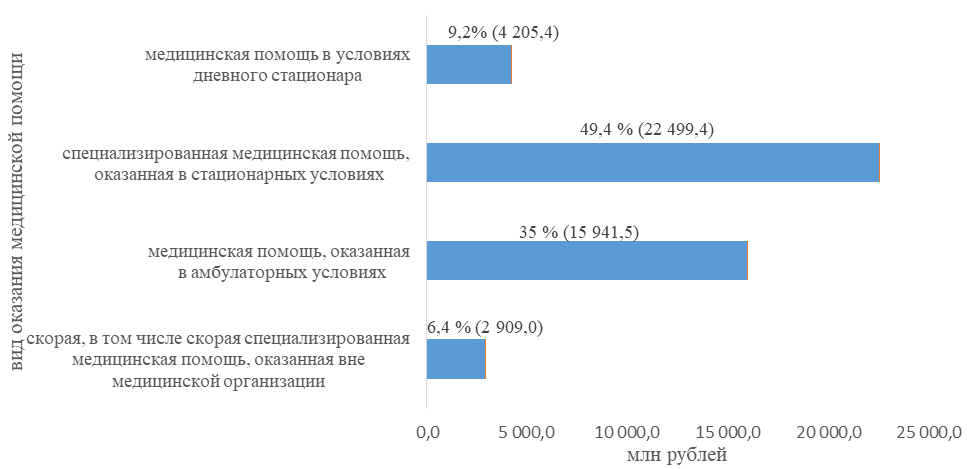 вид оказания медицинской помощи
9,2% (4 205,4)
медицинская помощь в условиях
дневного стационара
49,4 % (22 499,4)
специализированная медицинская помощь,
оказанная в стационарных условиях
35 % (15 941,5)
медицинская помощь, оказанная
в амбулаторных условиях
6,4 % (2 909,0)
скорая, в том числе скорая специализированная
медицинская помощь, оказанная вне
медицинской организации
0,0 5 000,0 10 000,0 15 000,0 20 000,0 25 000,0
млн рублей